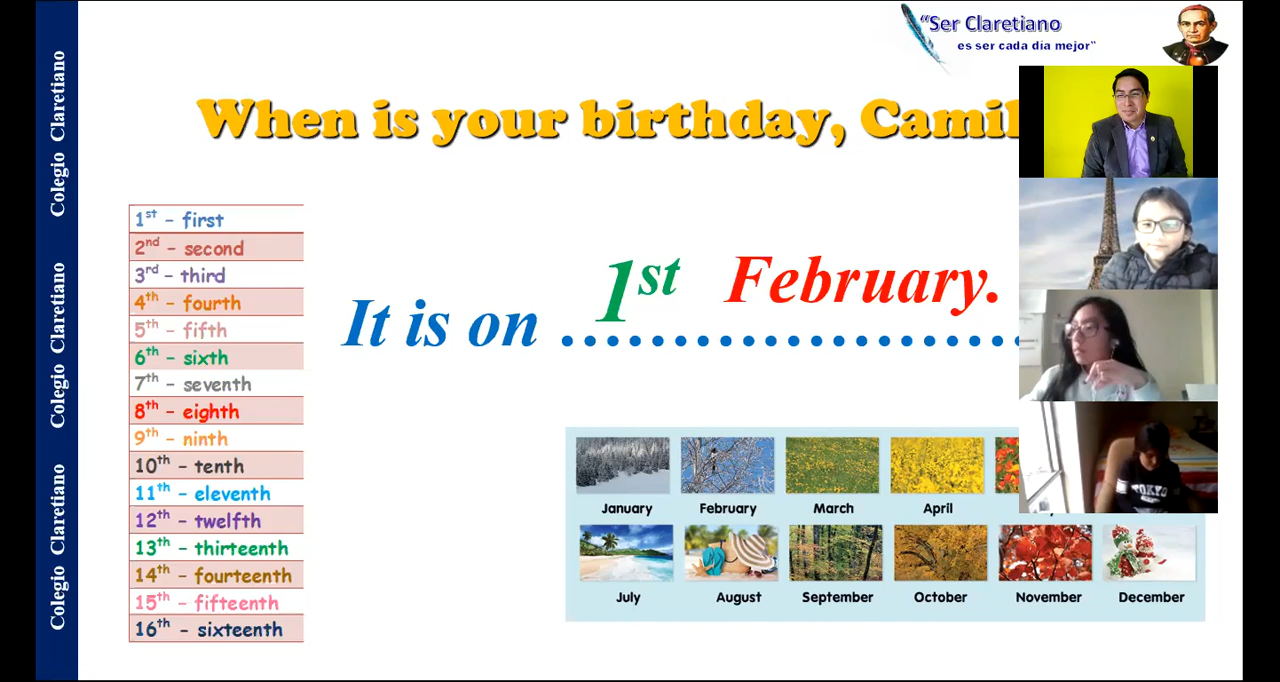 “Ser Claretiano
es ser cada día mejor”
Colegio Claretiano
Colegio Claretiano
Colegio Claretiano
When is your birthday,
1st – first
2nd – second
3rd – third
4th – fourth
5th – fifth
6th – sixth
7th – seventh
8th – eighth
9th – ninth
10th – tenth
11th – eleventh
12th – twelfth
13th – thirteenth
14th – fourteenth
15th – fifteenth
16th – sixteenth
1st February.
It is on ........................
January February March April
July August September October November December
TOKYO